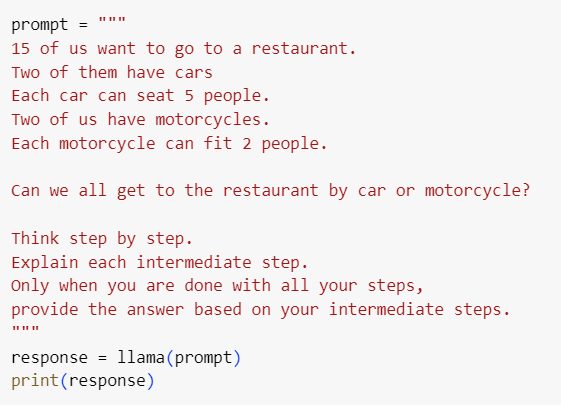 prompt = """
15 of us want to go to a restaurant.
Two of them have cars
Each car can seat 5 people.
Two of us have motorcycles.
Each motorcycle can fit 2 people.
Can we all get to the restaurant by car or motorcycle?
Think step by step.
Explain each intermediate step.
Only when you are done with all your steps,
provide the answer based on your intermediate steps.
"""
response = llama(prompt)
print(response)